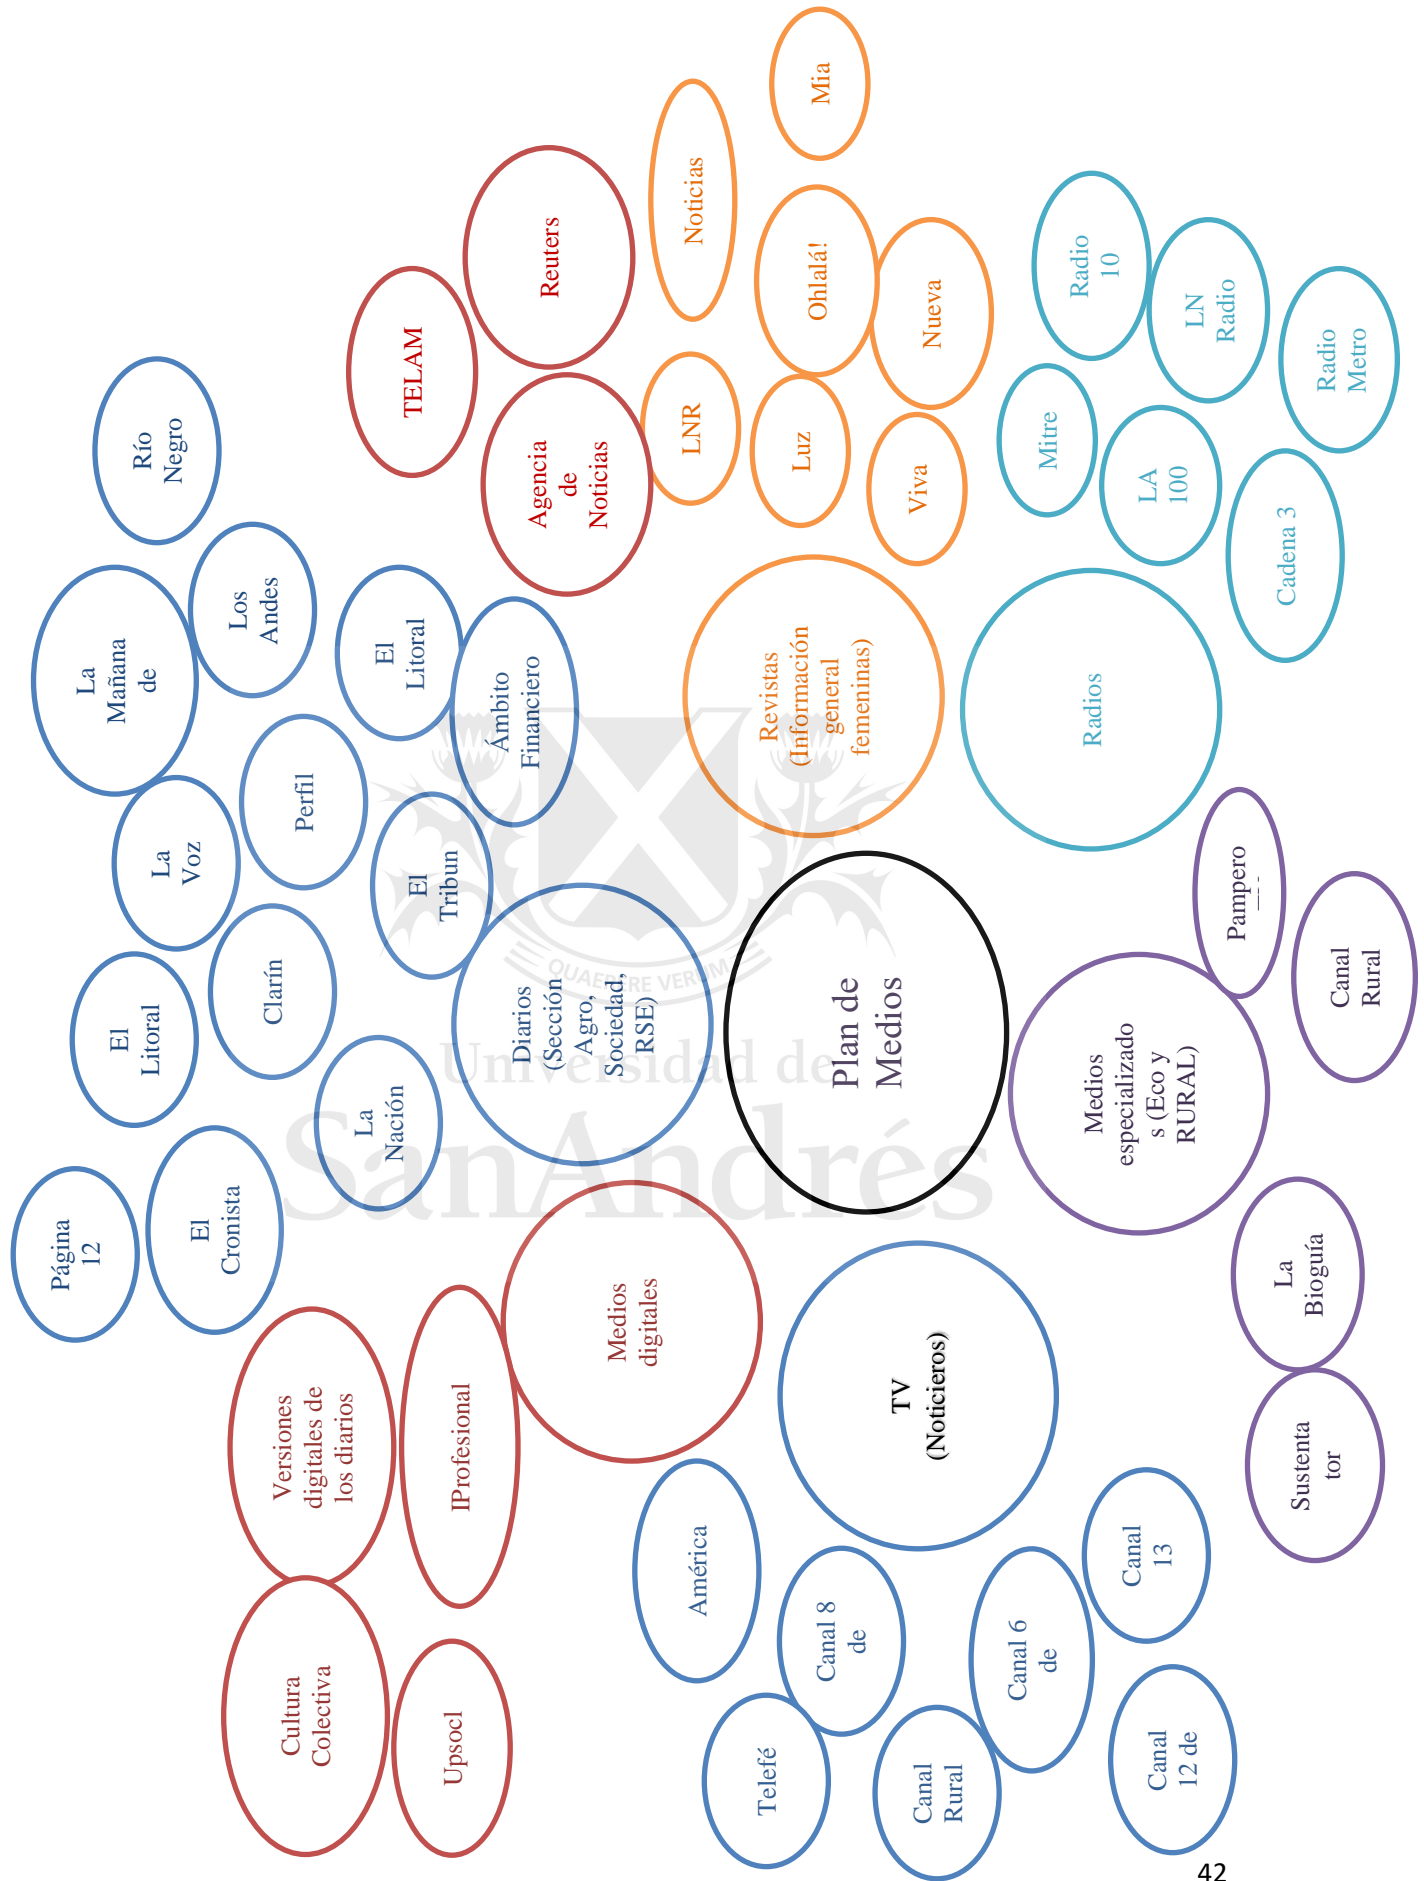 Página
12
El
Cronista
El
Litoral
La
Nación
Clarín
La
Voz
La
Mañana
de
Perfil
Los
Andes
Río
Negro
El
Tribun
El
Litoral
Ámbito
Financiero
Diarios
(Sección
Agro,
Sociedad,
RSE)
TELAM
Reuters
Agencia
de
Noticias
Versiones
digitales de
los diarios
Cultura
Colectiva
IProfesional
Upsocl
Medios
digitales
Noticias
LNR
Mia
Ohlalá!
Luz
Nueva
Viva
Revistas
(Información
general
femeninas)
Plan de
Medios
TV
(Noticieros)
América
Canal 8
de
Telefé
Canal
Rural
Canal 6
de
Canal
13
Canal
12 de
Radios
Mitre
Radio
10
LA
100
LN
Radio
Cadena 3
Radio
Metro
Medios
especializado
s (Eco y
RURAL)
Pampero
Canal
Rural
La
Bioguía
Sustenta
tor
QUAERERE VERUM
Universidad de
SanAndrés
42